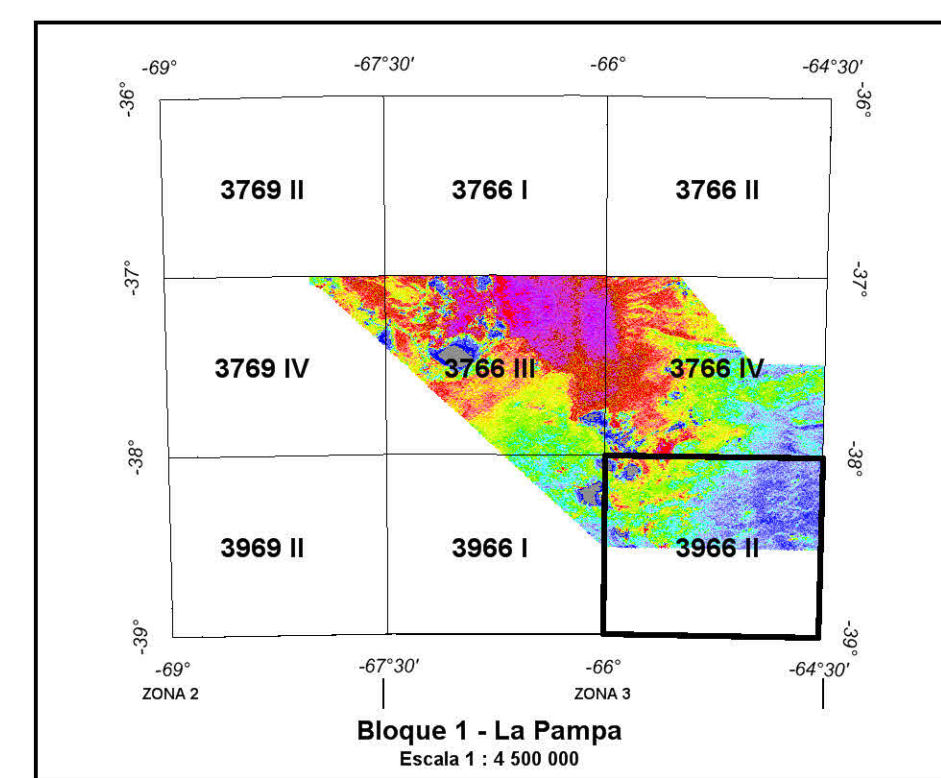 -69° -67°30' -66° -64°30'
-36° -36°
3769 II 3766 I 3766 II
-37° -37°
3769 IV 3766 III 3766 IV
-38° -38°
3969 II 3966 I 3966 II
-39° -39°
-69° -67°30' -66° -64°30'
ZONA 2 ZONA 3
Bloque 1 - La Pampa
Escala 1 : 4 500 000